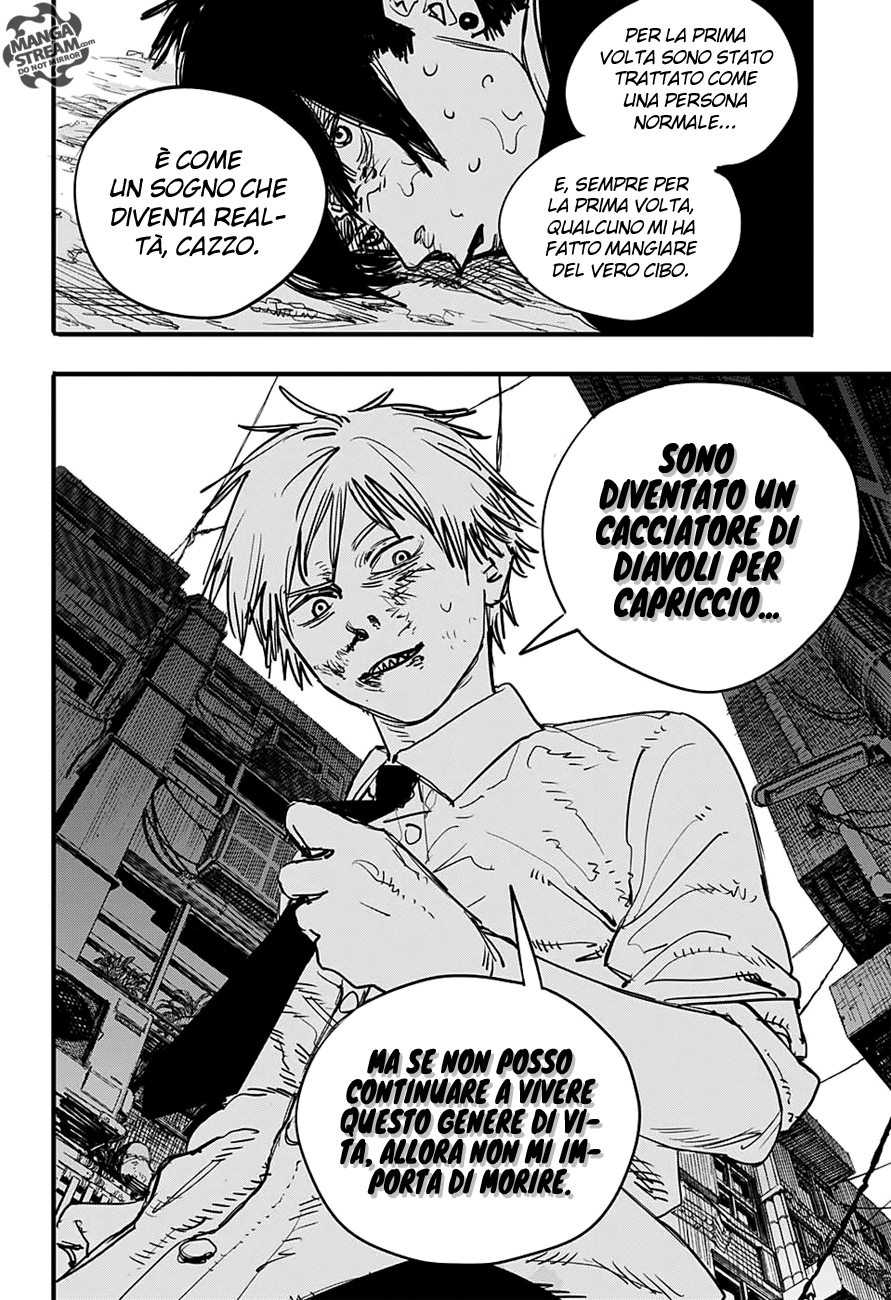 MANGA
STREAM.com
DO NOT MIRROR!
PER LA PRIMA
VOLTA SONO STATO
TRATTATO COME
UNA PERSONA
NORMALE...
E, SEMPRE PER
LA PRIMA VOLTA,
QUALCUNO MI HA
FATTO MANGIARE
DEL VERO CIBO.
È COME
UN SOGNO CHE
DIVENTA REAL-
TÀ, CAZZO.
SONO
DIVENTATO UN
CACCIATORE DI
DIAVOLI PER
CAPRICCIO...
MA SE NON POSSO
CONTINUARE A VIVERE
QUESTO GENERE DI VI-
TA, ALLORA NON MI IM-
PORTA DI MORIRE.